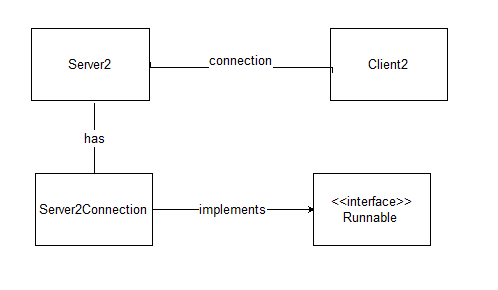 Server2
connection
Client2
has
Server2Connection
implements
<<interface>>
Runnable